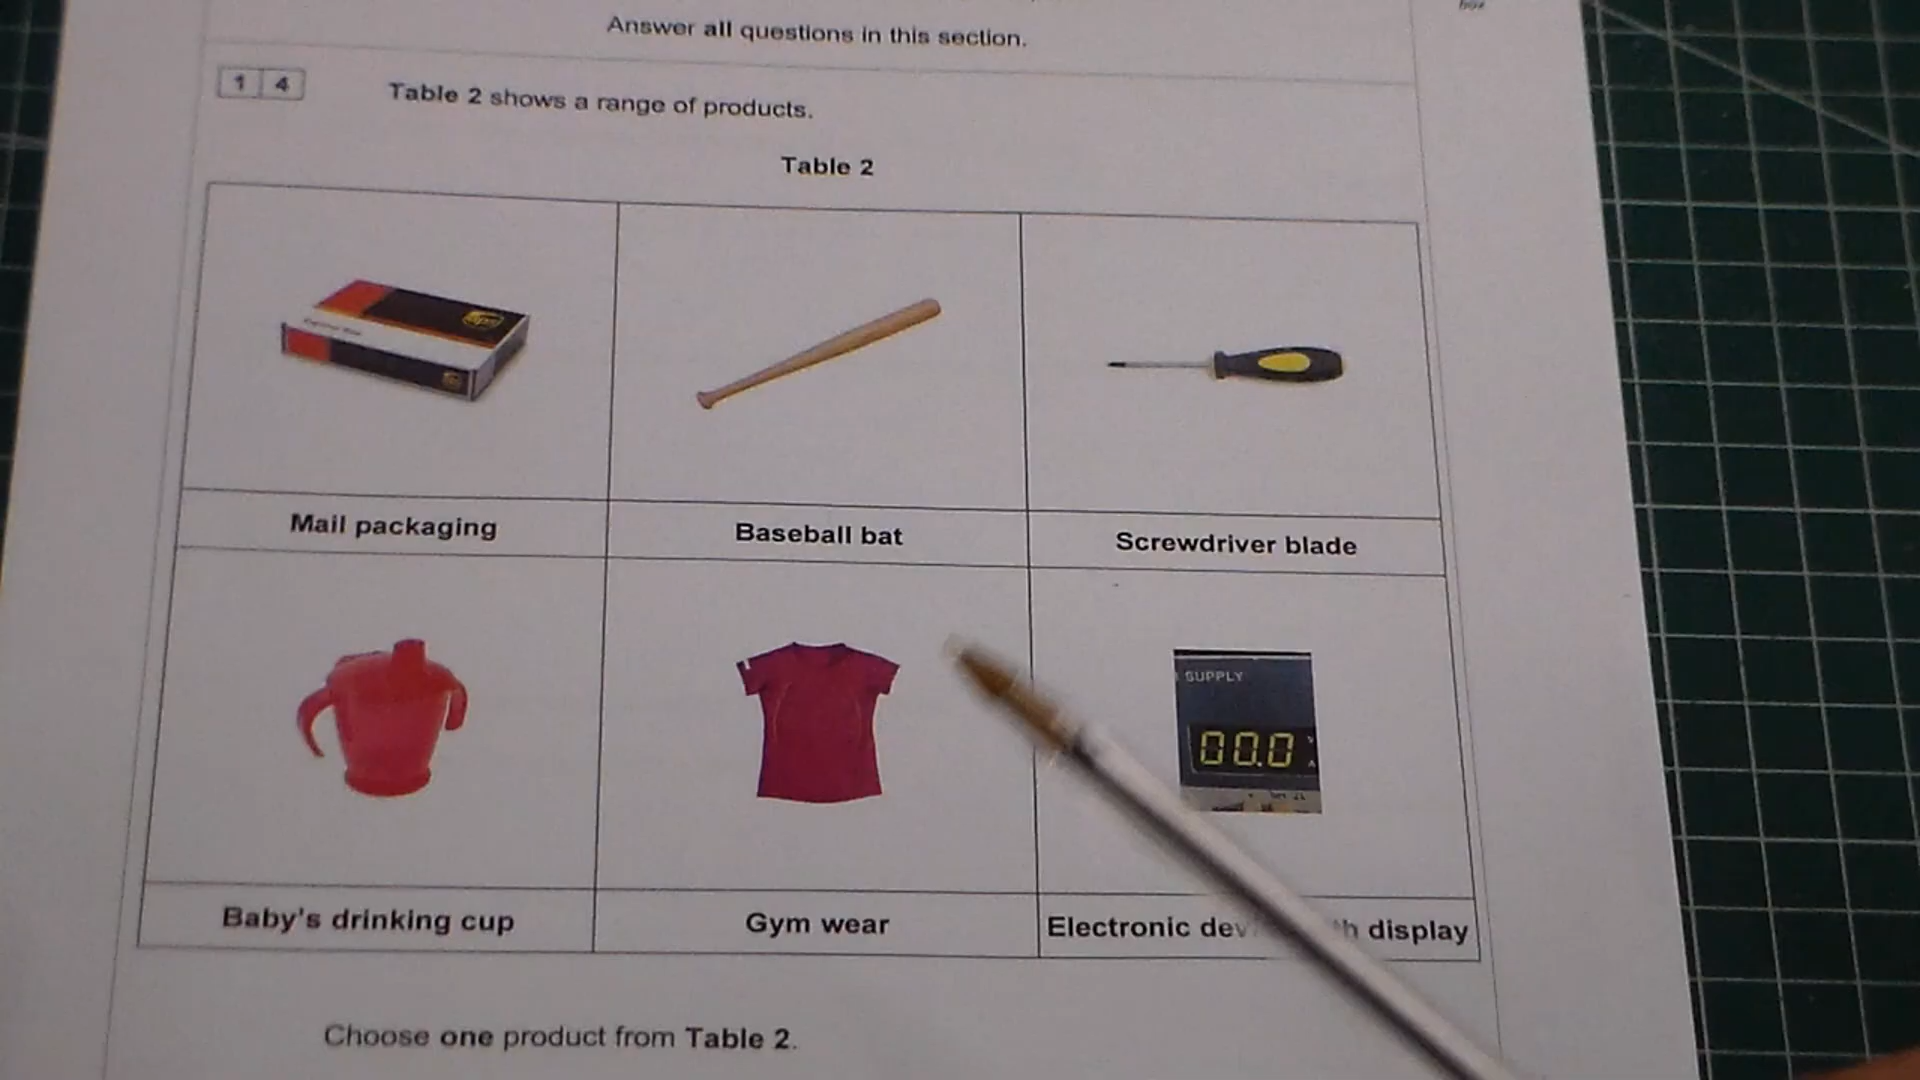 Answer all questions in this section.
1 4
Table 2 shows a range of products.
Table 2
Mail packaging
Baseball bat
Screwdriver blade
SUPPLY
00.0
Baby's drinking cup
Gym wear
Electronic display
Choose one product from Table 2.